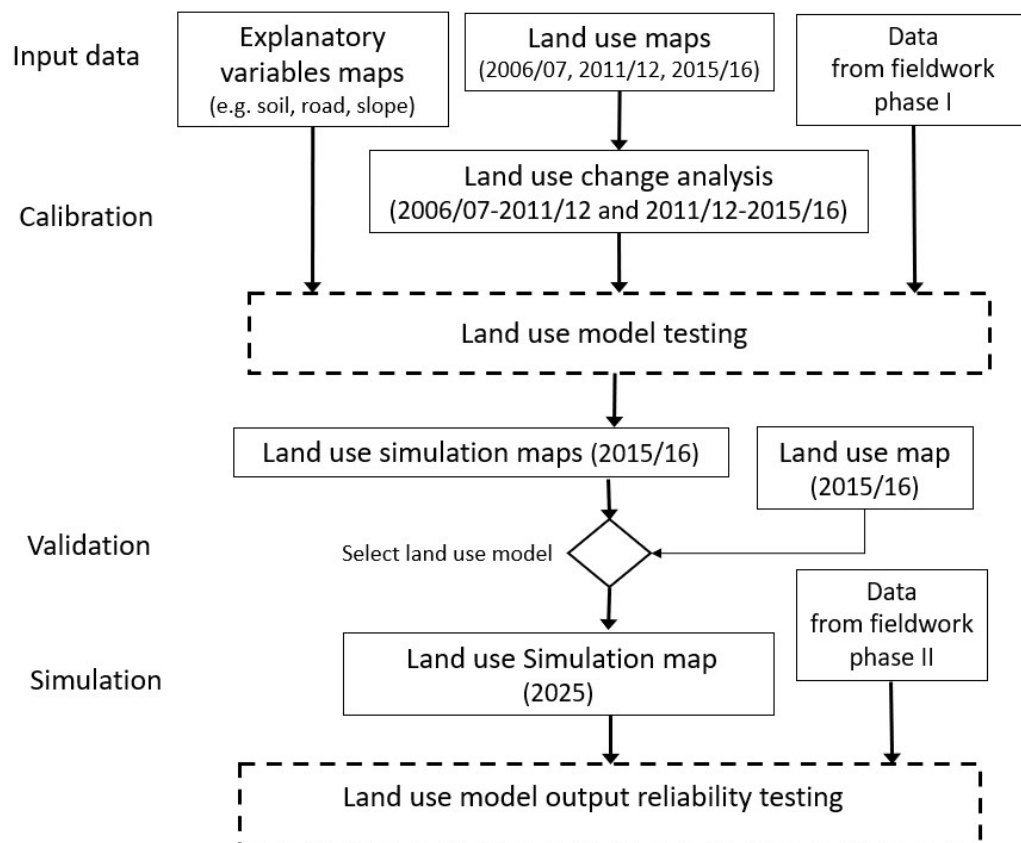 Input data
Explanatory
variables maps
(e.g. soil, road, slope)
Land use maps
(2006/07, 2011/12, 2015/16)
Data
from fieldwork
phase I
Calibration
Land use change analysis
(2006/07-2011/12 and 2011/12-2015/16)
Land use model testing
Land use simulation maps (2015/16)
Land use map
(2015/16)
Validation
Select land use model
Data
from fieldwork
phase II
Simulation
Land use Simulation map
(2025)
Land use model output reliability testing